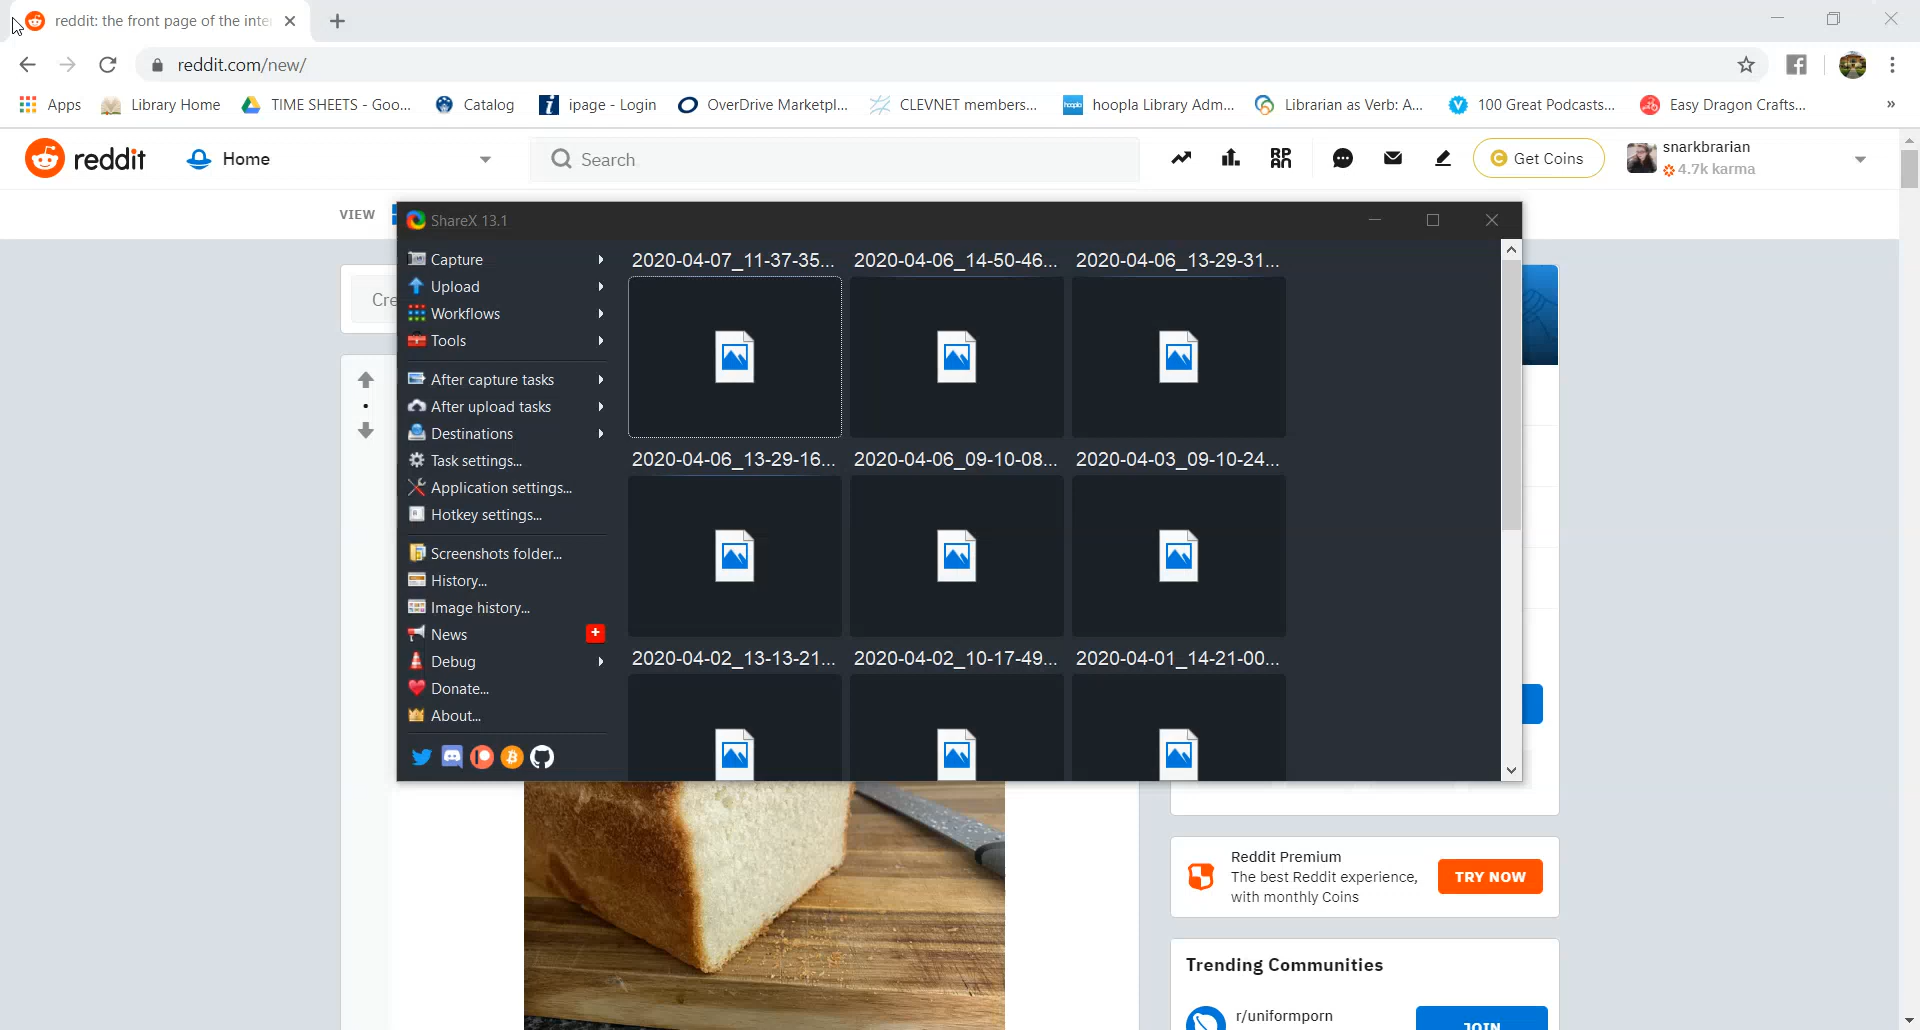 reddit: the front page of the inte
reddit.com/new/
Apps
Library Home
TIME SHEETS - Goo...
Catalog
ipage - Login
OverDrive Marketpl...
CLEVNET members...
hoopla Library Adm...
Librarian as Verb: A...
100 Great Podcasts...
Easy Dragon Crafts...
»
reddit
Home
Search
Get Coins
snarkbrarian
4.7k karma
VIEW
Cre
ShareX 13.1
Capture
Upload
Workflows
Tools
After capture tasks
After upload tasks
Destinations
Task settings...
Application settings...
Hotkey settings...
Screenshots folder...
History...
Image history...
News
Debug
Donate...
About...
2020-04-07_11-37-35...
2020-04-06_14-50-46...
2020-04-06_13-29-31...
2020-04-06_13-29-16...
2020-04-06_09-10-08...
2020-04-03_09-10-24...
2020-04-02_13-13-21...
2020-04-02_10-17-49...
2020-04-01_14-21-00...
Reddit Premium
The best Reddit experience,
with monthly Coins
TRY NOW
Trending Communities
r/uniformporn
JOIN